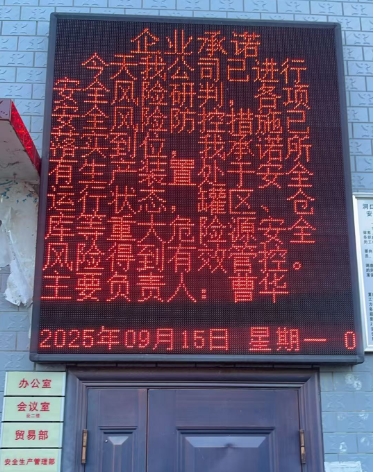 企业承诺
今天我公司已进行
安全风险研判，各项
安全风险防控措施已
落实到位，我承诺所
有生产装置处于安全
运行状态，罐区、仓
库等重大危险源安全
风险得到有效管控。
主要负责人：曹华
2025年09月15日 星期一 0
办公室
会议室
贸易部
安全生产管理部